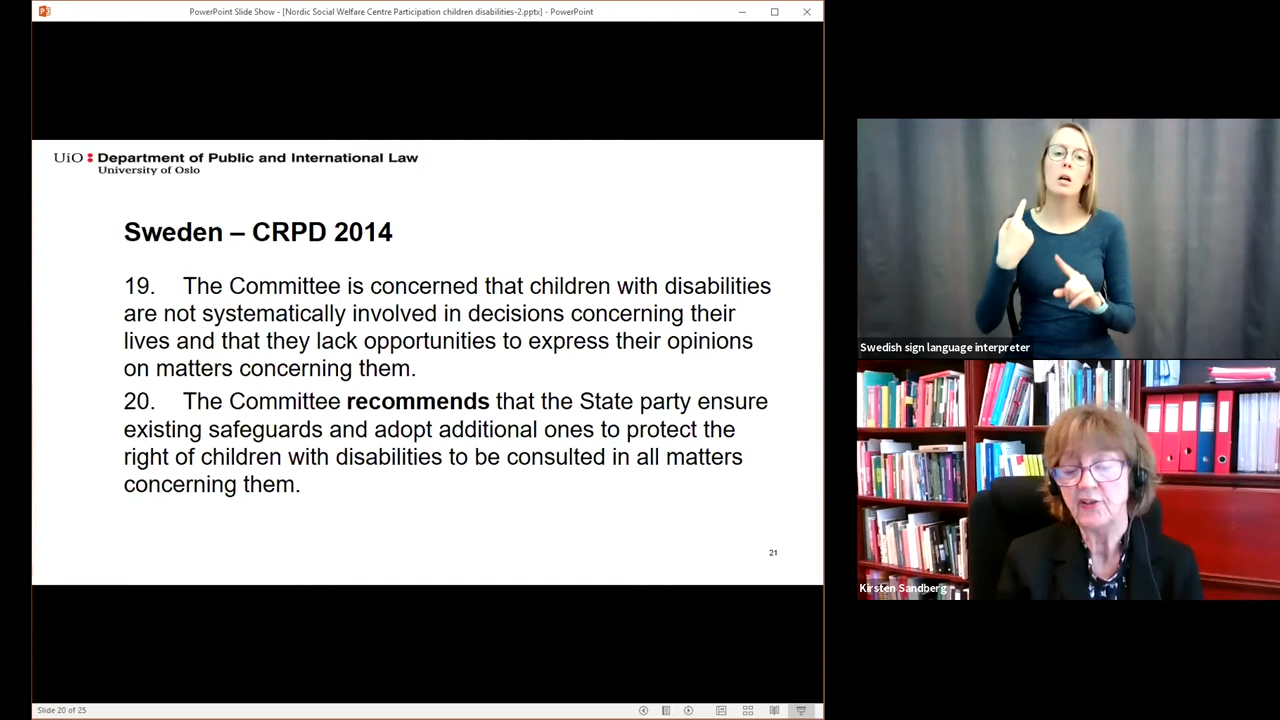 PowerPoint Slide Show - [Nordic Social Welfare Centre Participation children disabilities-2.pptx] - PowerPoint
UiO Department of Public and International Law
University of Oslo
Sweden – CRPD 2014
19. The Committee is concerned that children with disabilities
are not systematically involved in decisions concerning their
lives and that they lack opportunities to express their opinions
on matters concerning them.
20. The Committee recommends that the State party ensure
existing safeguards and adopt additional ones to protect the
right of children with disabilities to be consulted in all matters
concerning them.
21
Slide 20 of 25
Swedish sign language interpreter
Kirsten Sandberg